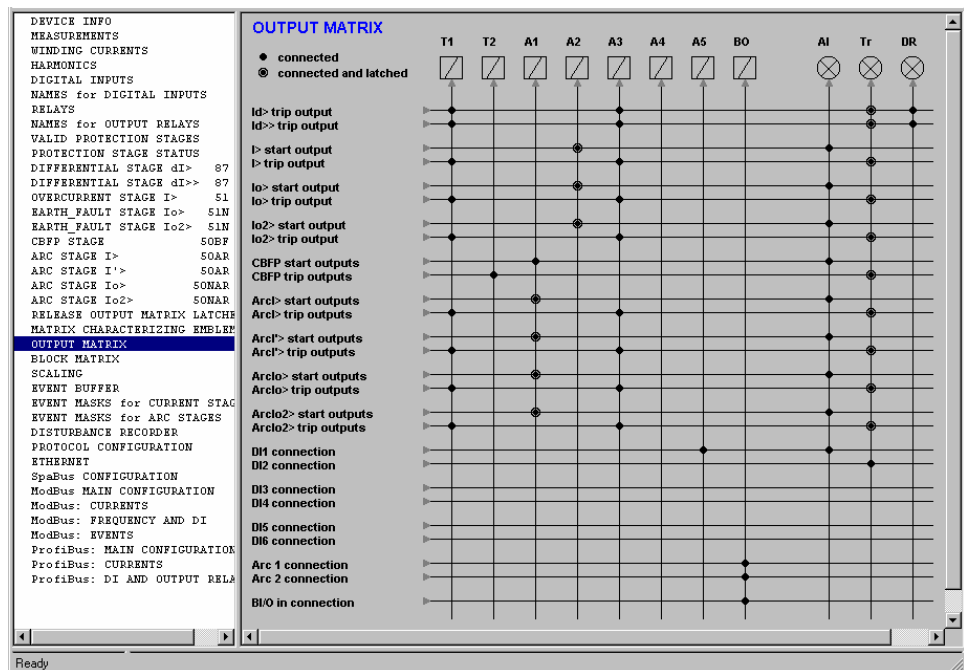 DEVICE INFO
MEASUREMENTS
WINDING CURRENTS
HARMONICS
DIGITAL INPUTS
NAMES for DIGITAL INPUTS
RELAYS
NAMES for OUTPUT RELAYS
VALID PROTECTION STAGES
PROTECTION STAGE STATUS
DIFFERENTIAL STAGE dI> 87
DIFFERENTIAL STAGE dI>> 87
OVERCURRENT STAGE I> 51
EARTH_FAULT STAGE Io> 51N
EARTH_FAULT STAGE Io2> 51N
CBFP STAGE 50BF
ARC STAGE I> 50AR
ARC STAGE I'> 50AR
ARC STAGE Io> 50NAR
ARC STAGE Io2> 50NAR
RELEASE OUTPUT MATRIX LATCHE
MATRIX CHARACTERIZING EMBLEM
OUTPUT MATRIX
BLOCK MATRIX
SCALING
EVENT BUFFER
EVENT MASKS for CURRENT STAG
EVENT MASKS for ARC STAGES
DISTURBANCE RECORDER
PROTOCOL CONFIGURATION
ETHERNET
SpaBus CONFIGURATION
ModBus MAIN CONFIGURATION
ModBus: CURRENTS
ModBus: FREQUENCY AND DI
ModBus: EVENTS
ProfiBus: MAIN CONFIGURATION
ProfiBus: CURRENTS
ProfiBus: DI AND OUTPUT RELA
OUTPUT MATRIX
connected
connected and latched
T1 T2 A1 A2 A3 A4 A5 BO Al Tr DR
Id> trip output
Id>> trip output
I> start output
I> trip output
Io> start output
Io> trip output
Io2> start output
Io2> trip output
CBFP start outputs
CBFP trip outputs
ArcI> start outputs
ArcI> trip outputs
ArcI'> start outputs
ArcI'> trip outputs
ArcIo> start outputs
ArcIo> trip outputs
ArcIo2> start outputs
ArcIo2> trip outputs
DI1 connection
DI2 connection
DI3 connection
DI4 connection
DI5 connection
DI6 connection
Arc 1 connection
Arc 2 connection
BI/O in connection
Ready